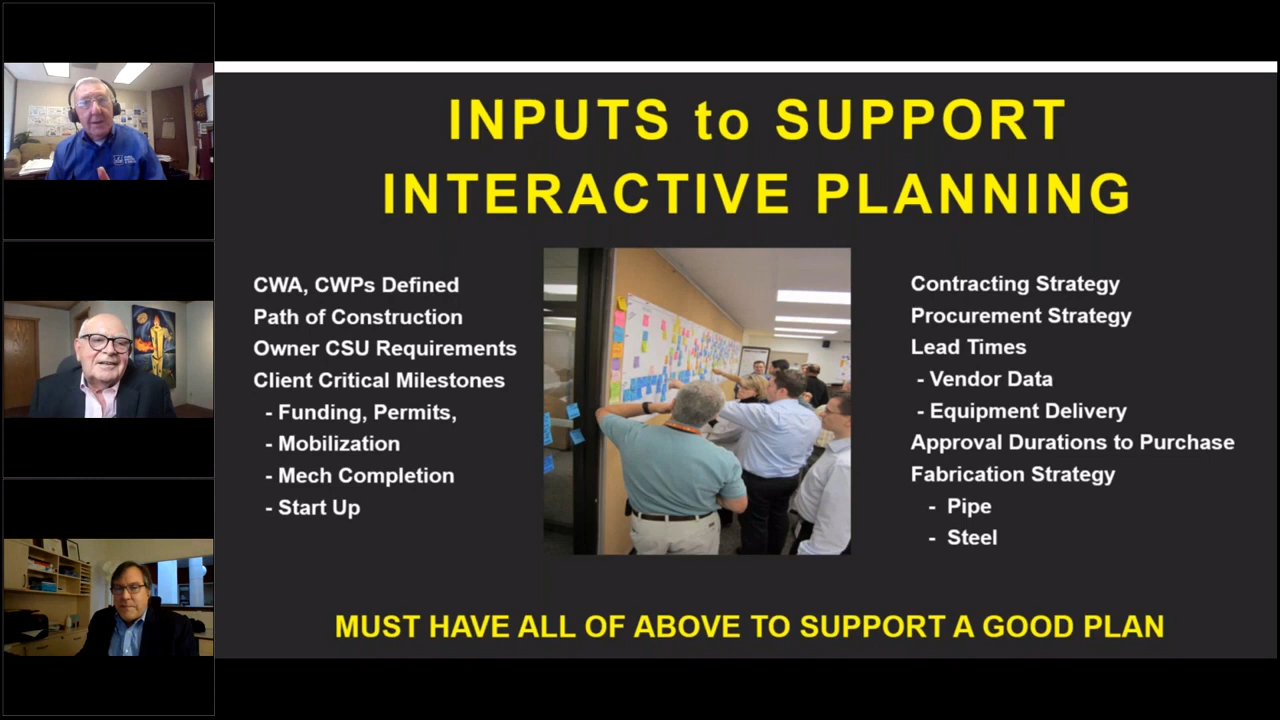 INPUTS to SUPPORT
INTERACTIVE PLANNING
CWA, CWPs Defined
Path of Construction
Owner CSU Requirements
Client Critical Milestones
- Funding, Permits,
- Mobilization
- Mech Completion
- Start Up
Contracting Strategy
Procurement Strategy
Lead Times
- Vendor Data
- Equipment Delivery
Approval Durations to Purchase
Fabrication Strategy
- Pipe
- Steel
MUST HAVE ALL OF ABOVE TO SUPPORT A GOOD PLAN